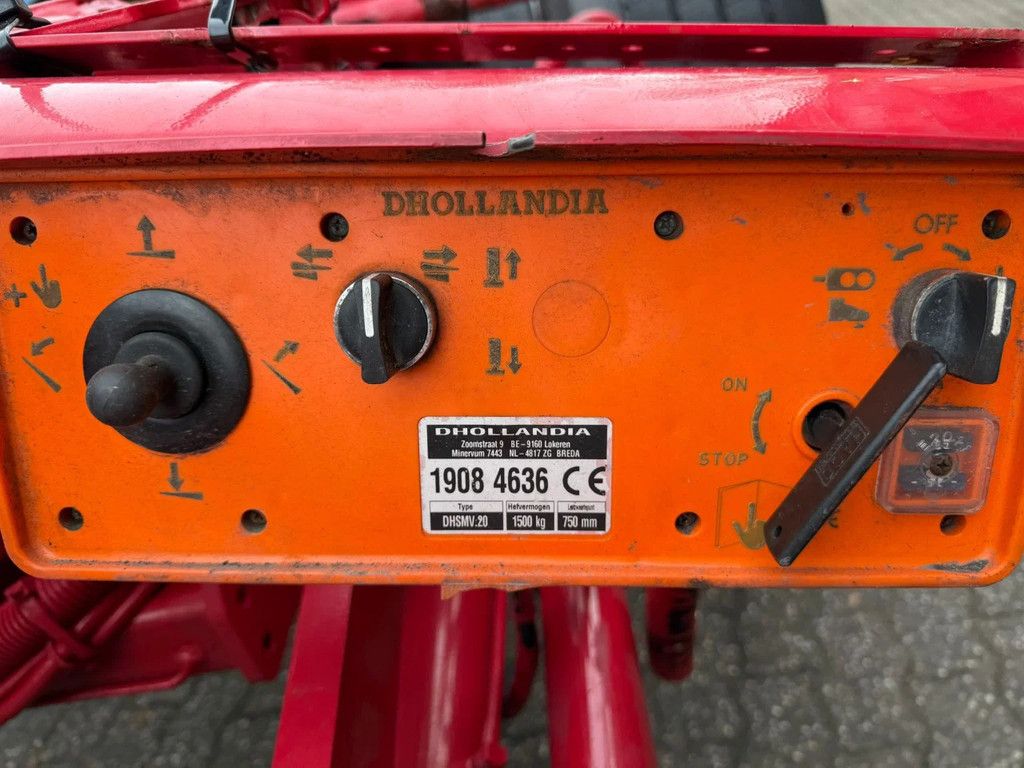 DHOLLANDIA
OFF
ON
STOP
DHOLLANDIA
Zoomstraat 9 BE-9160 Lokeren
Minervum 7443 NL-4817 ZG BREDA
1908 4636 CE
Type Hefvermogen
DHSMV.20 1500 kg 750 mm